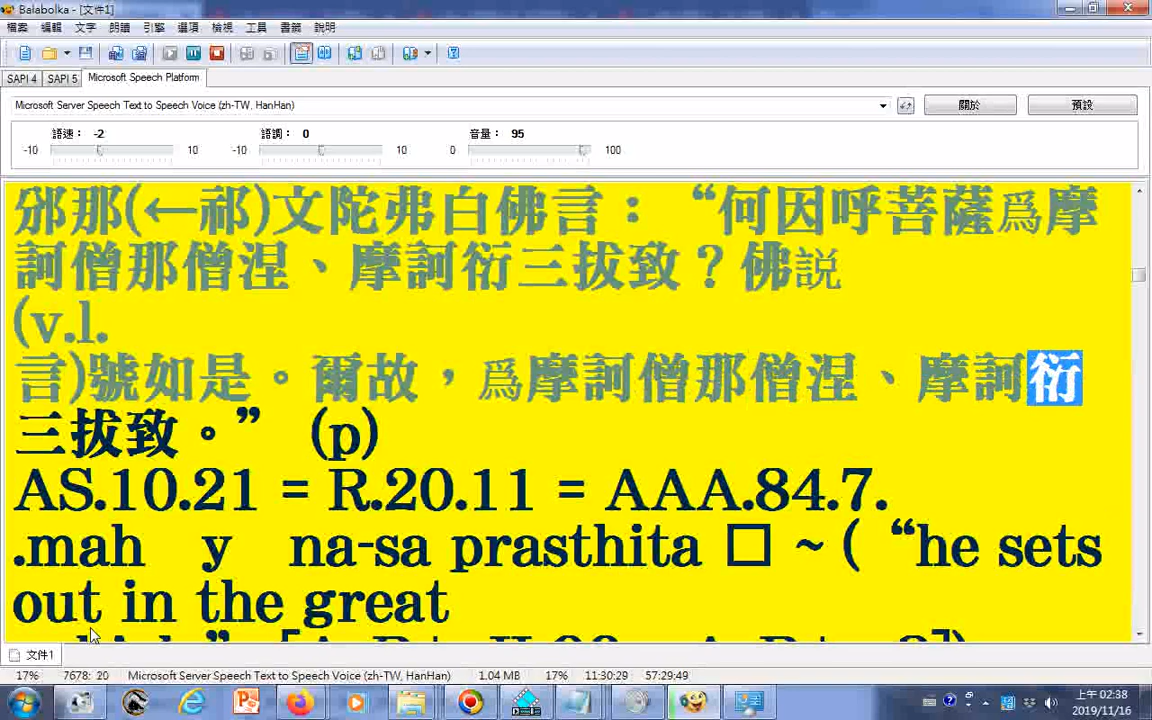 Balabolka - [文件1]
檔案 編輯 文字 朗讀 引擎 選項 檢視 工具 書籤 說明
SAPI 4 SAPI 5 Microsoft Speech Platform
Microsoft Server Speech Text to Speech Voice (zh-TW, HanHan) 關於 預設
語速： -2 語調： 0 音量： 95
-10 10 -10 10 0 100
邠那(←祁)文陀弗白佛言：“何因呼菩薩爲摩
訶僧那僧涅、摩訶衍三拔致？佛説
(v.l.
言)號如是。爾故，爲摩訶僧那僧涅、摩訶衍
三拔致。” (p)
AS.10.21 = R.20.11 = AAA.84.7.
.mah y na-sa prasthita □ ~ ( “he sets
out in the great
文件1
17% 7678: 20 Microsoft Server Speech Text to Speech Voice (zh-TW, HanHan) 1.04 MB 17% 11:30:29 57:29:49
上午 02:38
2019/11/16